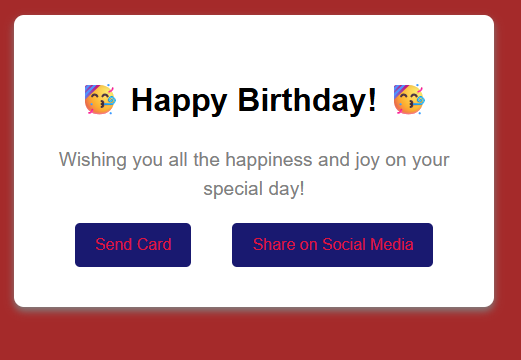 🥳 Happy Birthday! 🥳
Wishing you all the happiness and joy on your
special day!
Send Card
Share on Social Media